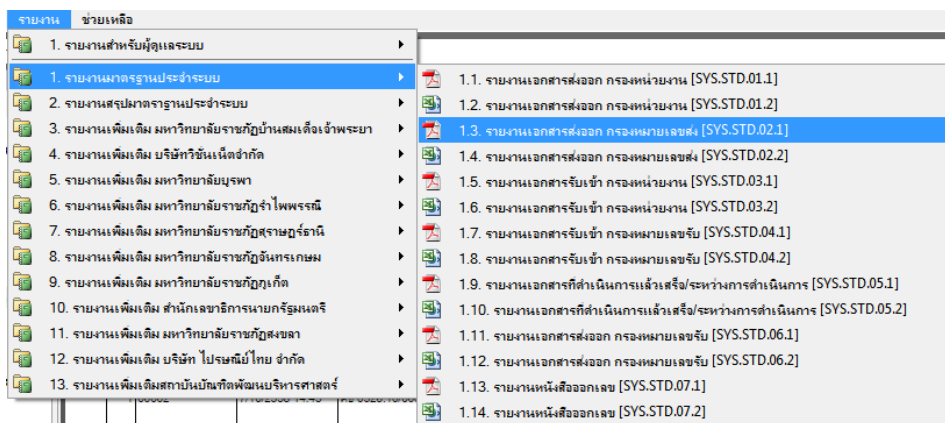 รายงาน ช่วยเหลือ
1. รายงานสำหรับผู้ดูแลระบบ
1. รายงานมาตรฐานประจำระบบ
2. รายงานสรุปมาตราฐานประจำระบบ
3. รายงานเพิ่มเติม มหาวิทยาลัยราชภัฏบ้านสมเด็จเจ้าพระยา
4. รายงานเพิ่มเติม บริษัทวิชั่นเน็ตจำกัด
5. รายงานเพิ่มเติม มหาวิทยาลัยบุรพา
6. รายงานเพิ่มเติม มหาวิทยาลัยราชภัฏรำไพพรรณี
7. รายงานเพิ่มเติม มหาวิทยาลัยราชภัฏสุราษฎร์ธานี
8. รายงานเพิ่มเติม มหาวิทยาลัยราชภัฏจันทรเกษม
9. รายงานเพิ่มเติม มหาวิทยาลัยราชภัฏภูเก็ต
10. รายงานเพิ่มเติม สำนักเลขาธิการนายกรัฐมนตรี
11. รายงานเพิ่มเติม มหาวิทยาลัยราชภัฏสงขลา
12. รายงานเพิ่มเติม บริษัท ไปรษณีย์ไทย จำกัด
13. รายงานเพิ่มเติมสถาบันบัณฑิตพัฒนบริหารศาสตร์
1.1. รายงานเอกสารส่งออก กรองหน่วยงาน [SYS.STD.01.1]
1.2. รายงานเอกสารส่งออก กรองหน่วยงาน [SYS.STD.01.2]
1.3. รายงานเอกสารส่งออก กรองหมายเลขส่ง [SYS.STD.02.1]
1.4. รายงานเอกสารส่งออก กรองหมายเลขส่ง [SYS.STD.02.2]
1.5. รายงานเอกสารรับเข้า กรองหน่วยงาน [SYS.STD.03.1]
1.6. รายงานเอกสารรับเข้า กรองหน่วยงาน [SYS.STD.03.2]
1.7. รายงานเอกสารรับเข้า กรองหมายเลขรับ [SYS.STD.04.1]
1.8. รายงานเอกสารรับเข้า กรองหมายเลขรับ [SYS.STD.04.2]
1.9. รายงานเอกสารที่ดำเนินการแล้วเสร็จ/ระหว่างการดำเนินการ [SYS.STD.05.1]
1.10. รายงานเอกสารที่ดำเนินการแล้วเสร็จ/ระหว่างการดำเนินการ [SYS.STD.05.2]
1.11. รายงานเอกสารส่งออก กรองหมายเลขรับ [SYS.STD.06.1]
1.12. รายงานเอกสารส่งออก กรองหมายเลขรับ [SYS.STD.06.2]
1.13. รายงานหนังสือออกเลข [SYS.STD.07.1]
1.14. รายงานหนังสือออกเลข [SYS.STD.07.2]